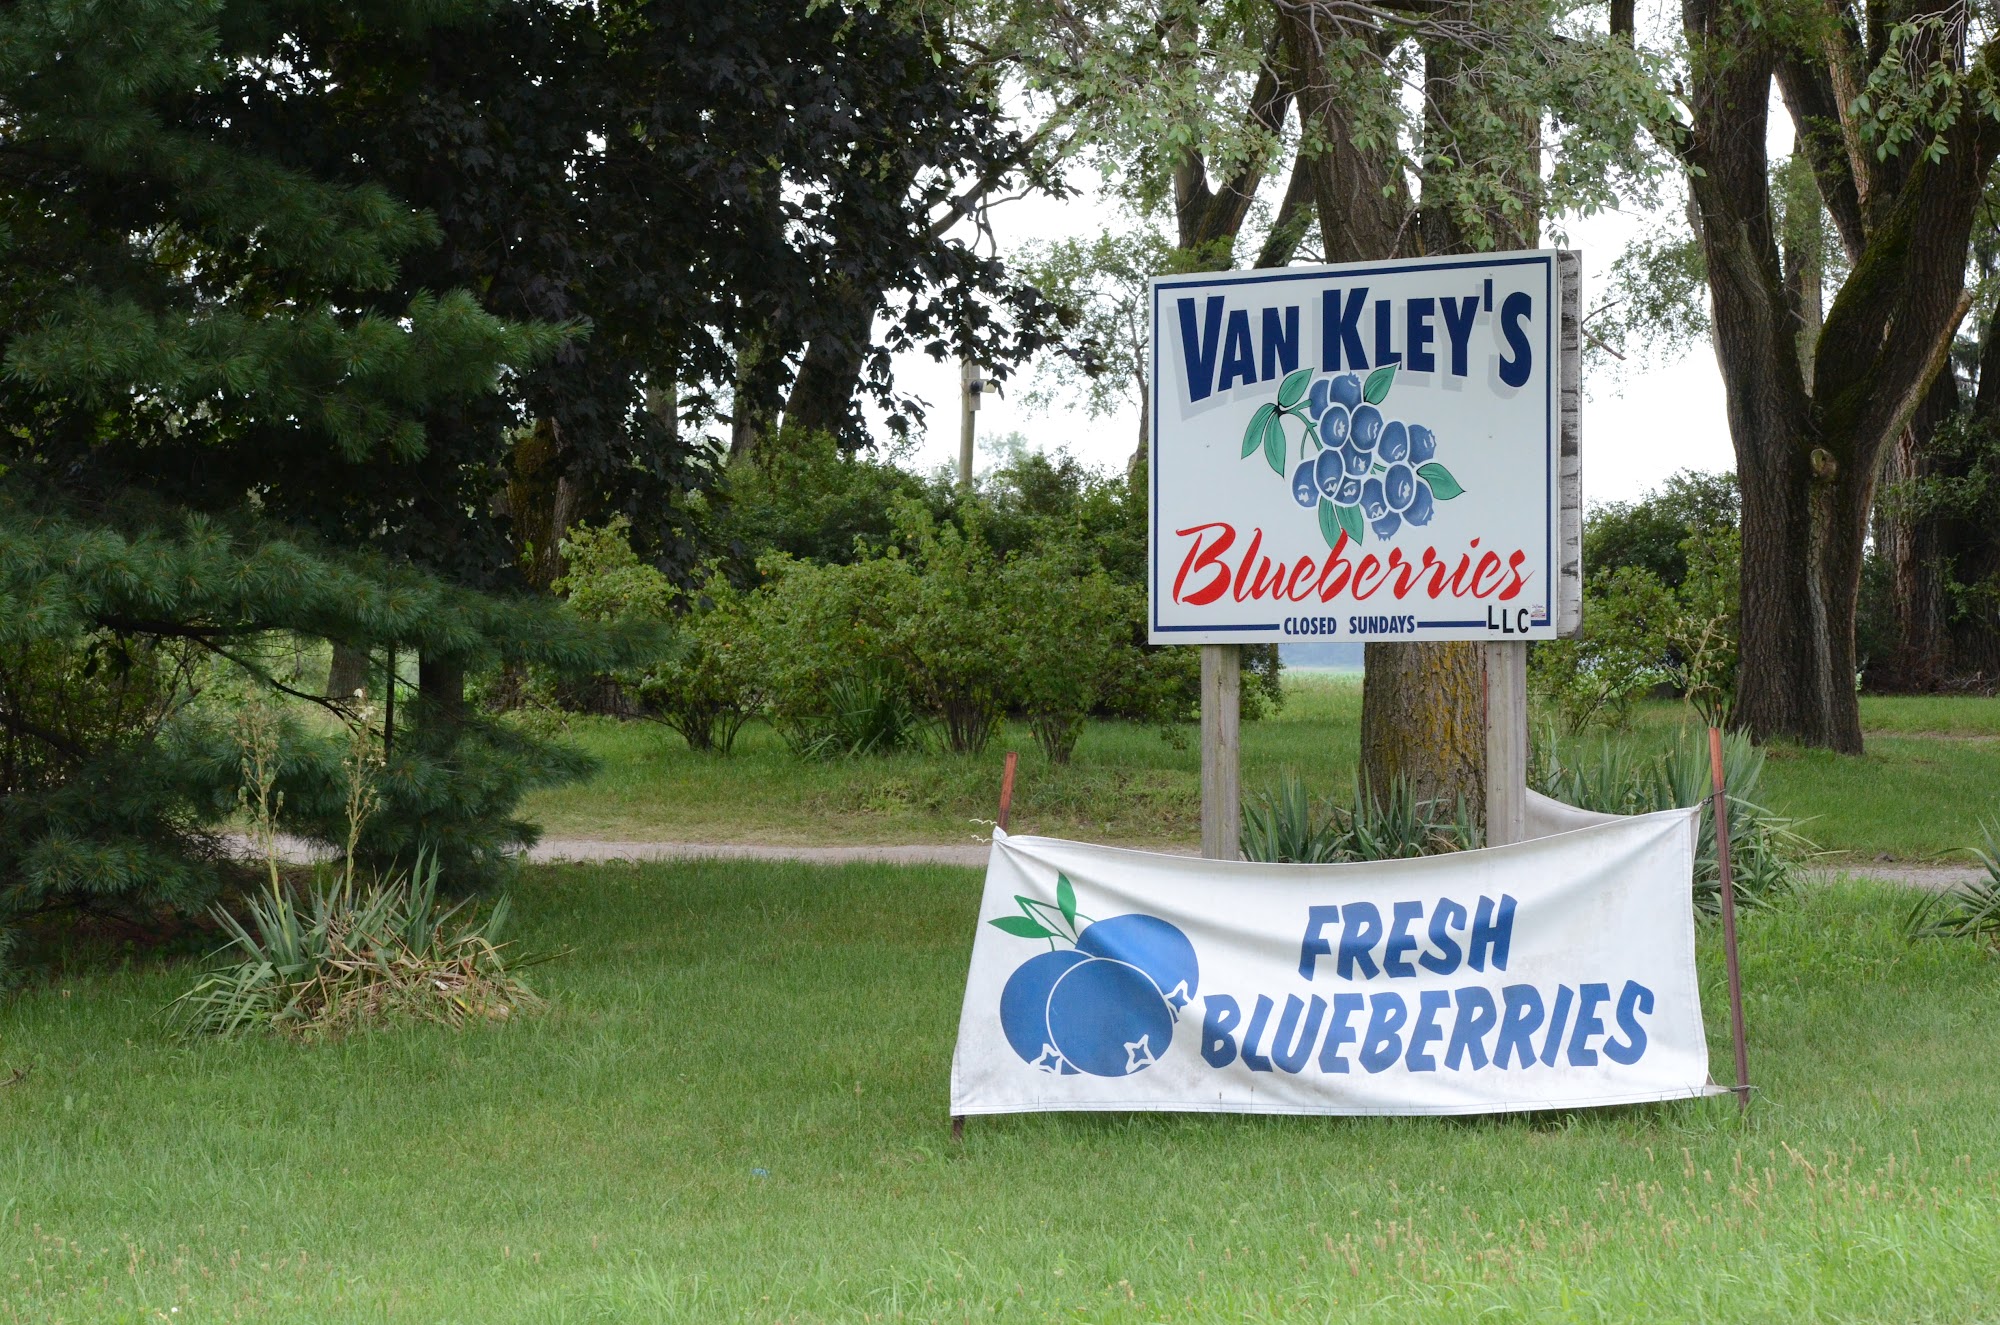 VAN KLEY'S
Blueberries
CLOSED SUNDAYS LLC
FRESH
BLUEBERRIES